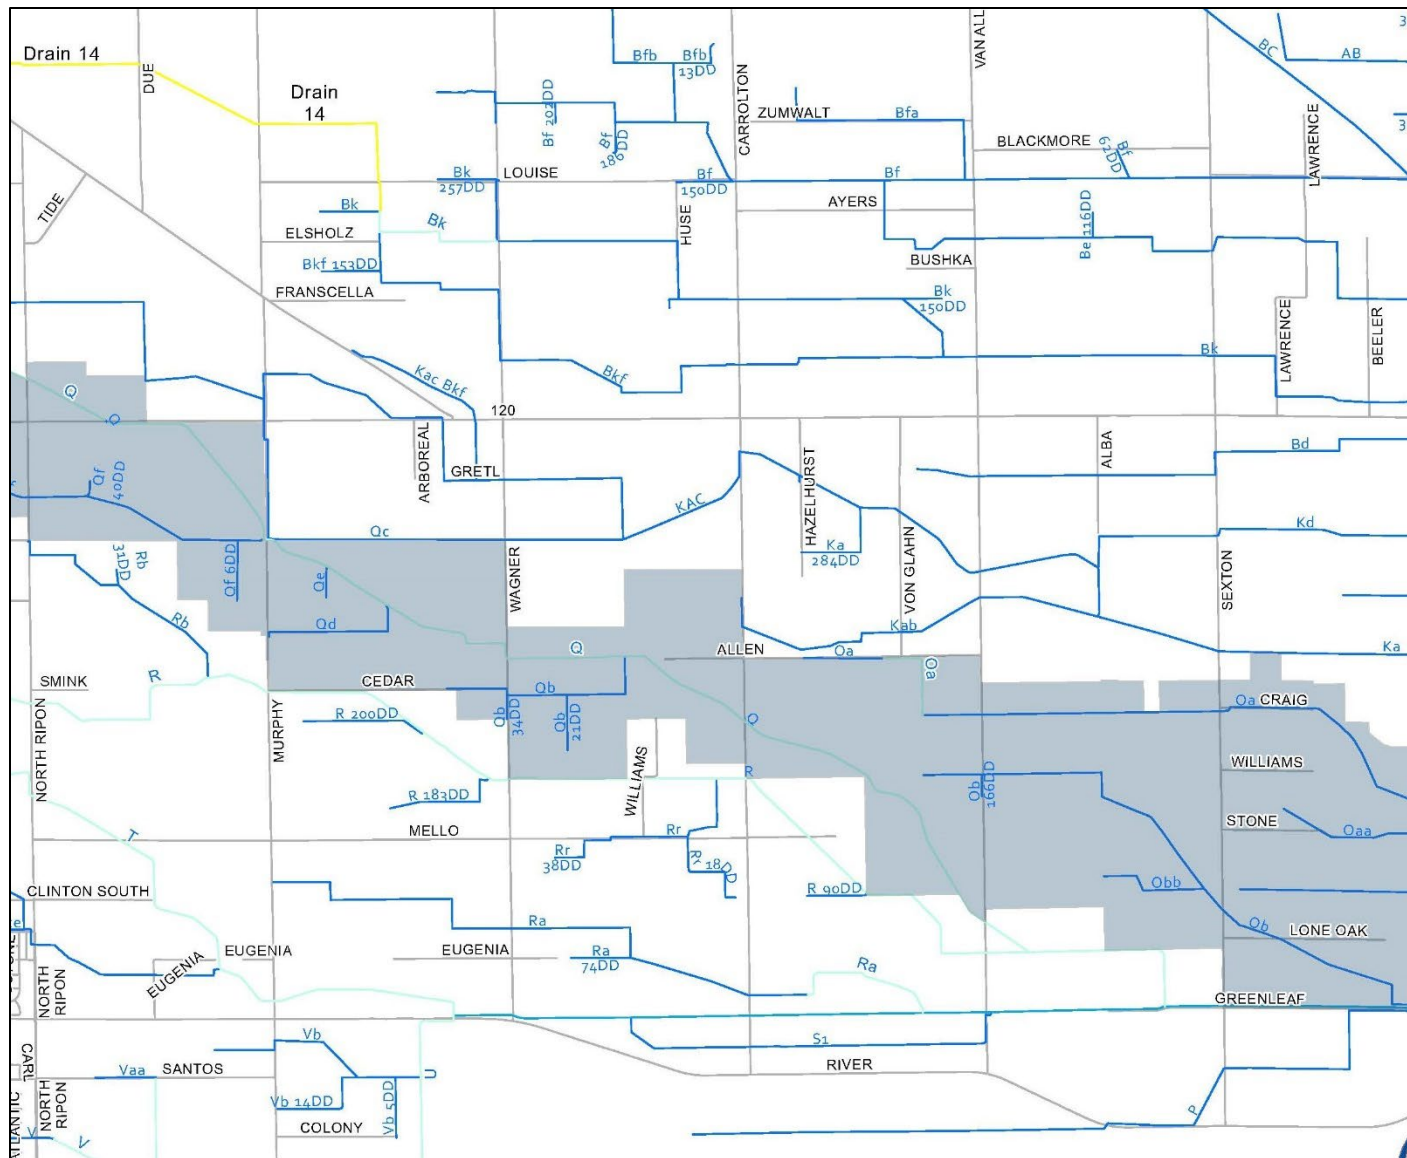 Drain 14
DUE
Drain
14
Bfb
Bfb
13DD
CARROLTON
VAN ALL
BC
AB
3
ZUMWALT
Bfa
Bf 202DD
Bf
186DD
3
BLACKMORE
Bf
62DD
LAWRENCE
Bk
257DD
LOUISE
Bf
150DD
Bf
TIDE
Bk
Bk
HUSE
AYERS
Be 116DD
ELSHOLZ
Bkf 153DD
BUSHKA
FRANSCELLA
Bk
150DD
LAWRENCE
BEELER
Bk
Kac Bkf
Bkf
Q
Q
120
ARBOREAL
GRETL
HAZELHURST
ALBA
Bd
Qf
40DD
KAC
Qc
Kd
Ka
284DD
VON GLAHN
SEXTON
Rb
31DD
Qf 6DD
Qe
WAGNER
Rb
Qd
Kab
Q
ALLEN
Oa
Oa
Ka
SMINK
R
CEDAR
Qb
Qb
34DD
Qb
21DD
Oa
CRAIG
R 200DD
Q
NORTH RIPON
MURPHY
WILLIAMS
R
Ob
166DD
WILLIAMS
R 183DD
T
MELLO
Rr
STONE
Oaa
Rr
38DD
Rr 18DD
CLINTON SOUTH
R 90DD
Obb
Ob
LONE OAK
e
Ra
EUGENIA
EUGENIA
EUGENIA
Ra
74DD
Ra
NORTH
RIPON
GREENLEAF
Vb
S1
CARL
Vaa
SANTOS
U
RIVER
NORTH
RIPON
Vb 14DD
Vb 5DD
P
ATLANTIC
V
V
COLONY